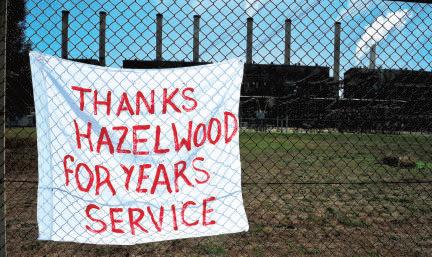 THANKS
HAZELWOOD
FOR YEARS
SERVICE